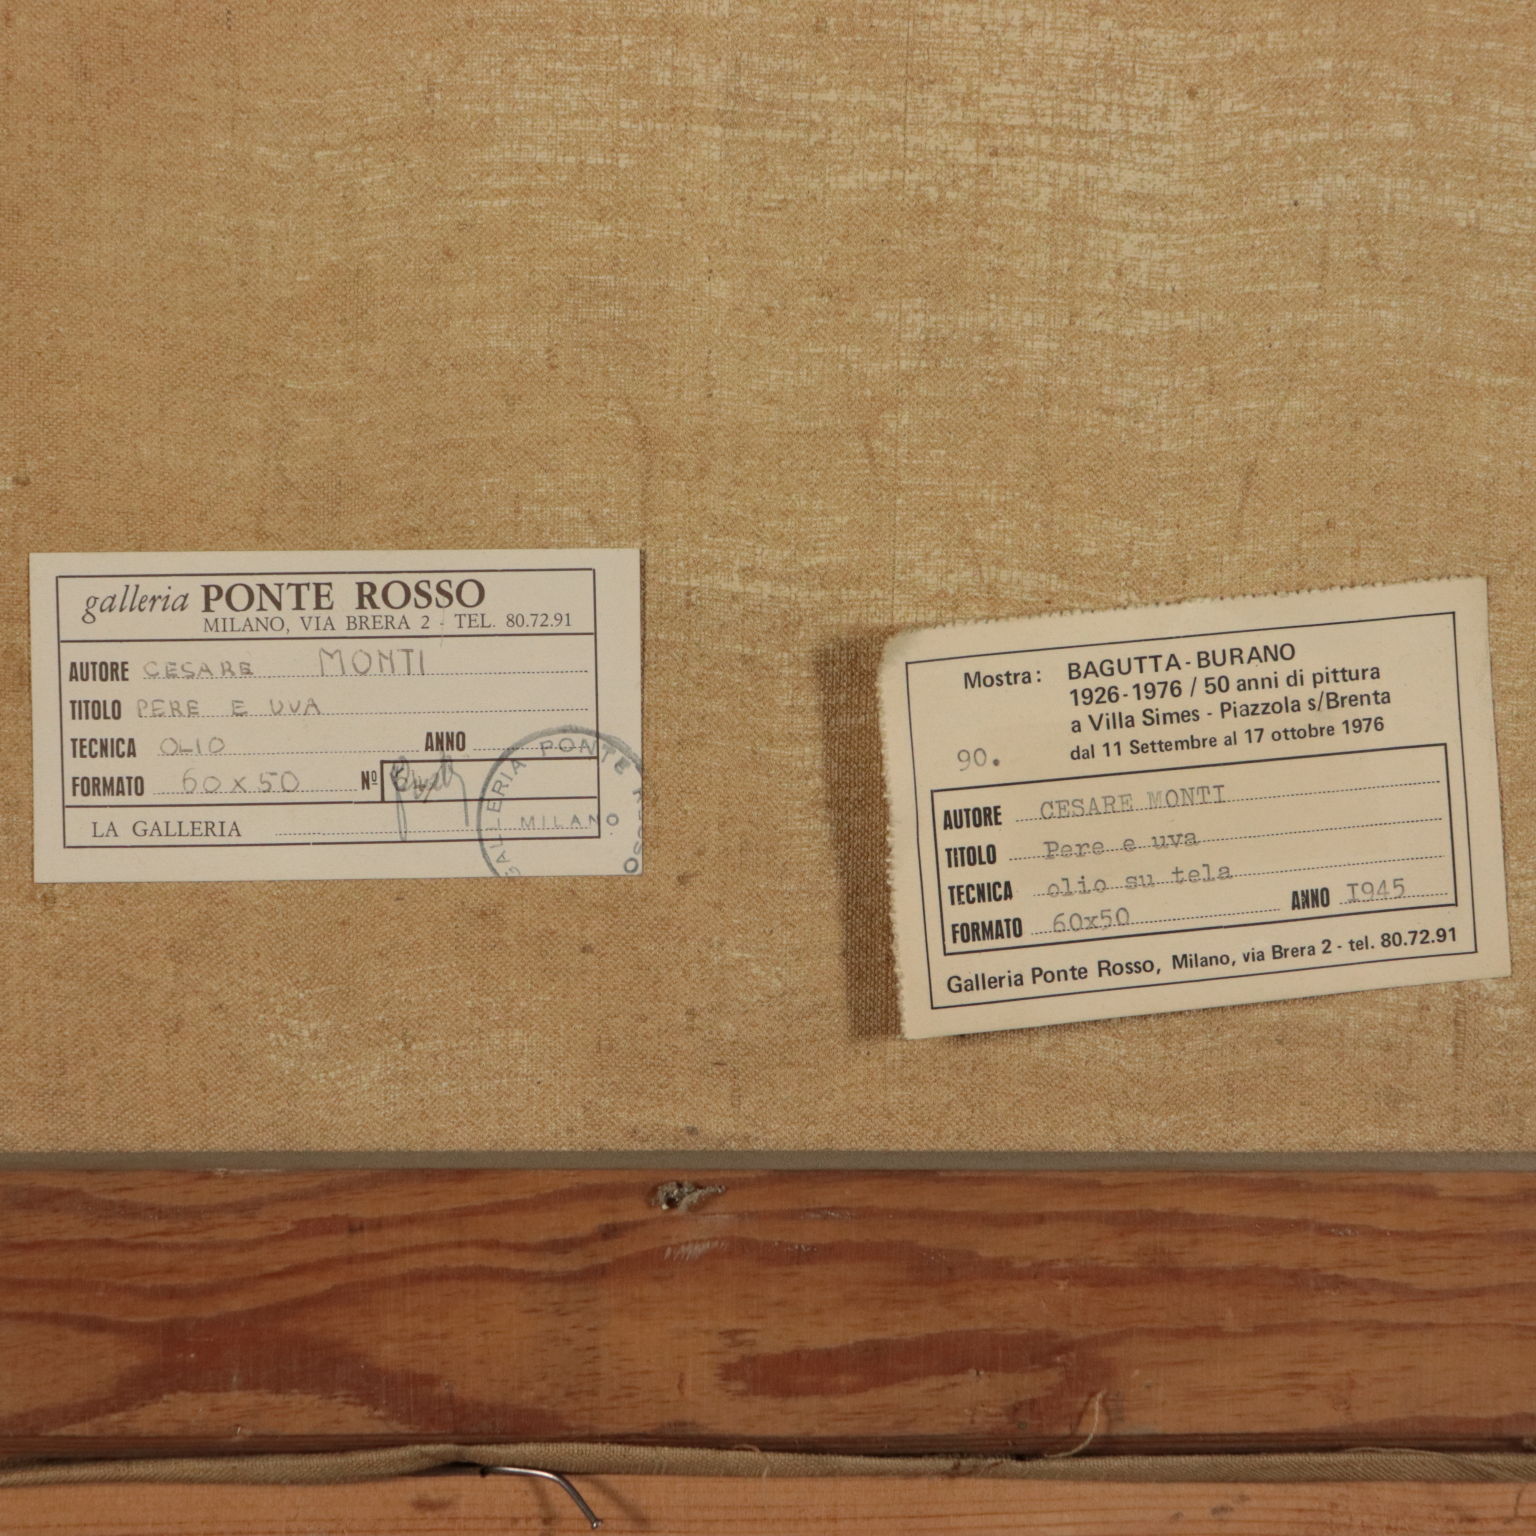 galleria PONTE ROSSO
MILANO, VIA BRERA 2 - TEL. 80.72.91
AUTORE CESARE MONTI
TITOLO PERE E UVA
TECNICA OLIO ANNO
FORMATO 60 x 50 Nº
LA GALLERIA
GALLERIA PONTE ROSSO
MILANO
Mostra: BAGUTTA - BURANO
1926 - 1976 / 50 anni di pittura
a Villa Simes - Piazzola s/Brenta
90. dal 11 Settembre al 17 ottobre 1976
AUTORE CESARE MONTI
TITOLO Pere e uva
TECNICA olio su tela
FORMATO 60x50 ANNO I945
Galleria Ponte Rosso, Milano, via Brera 2 - tel. 80.72.91